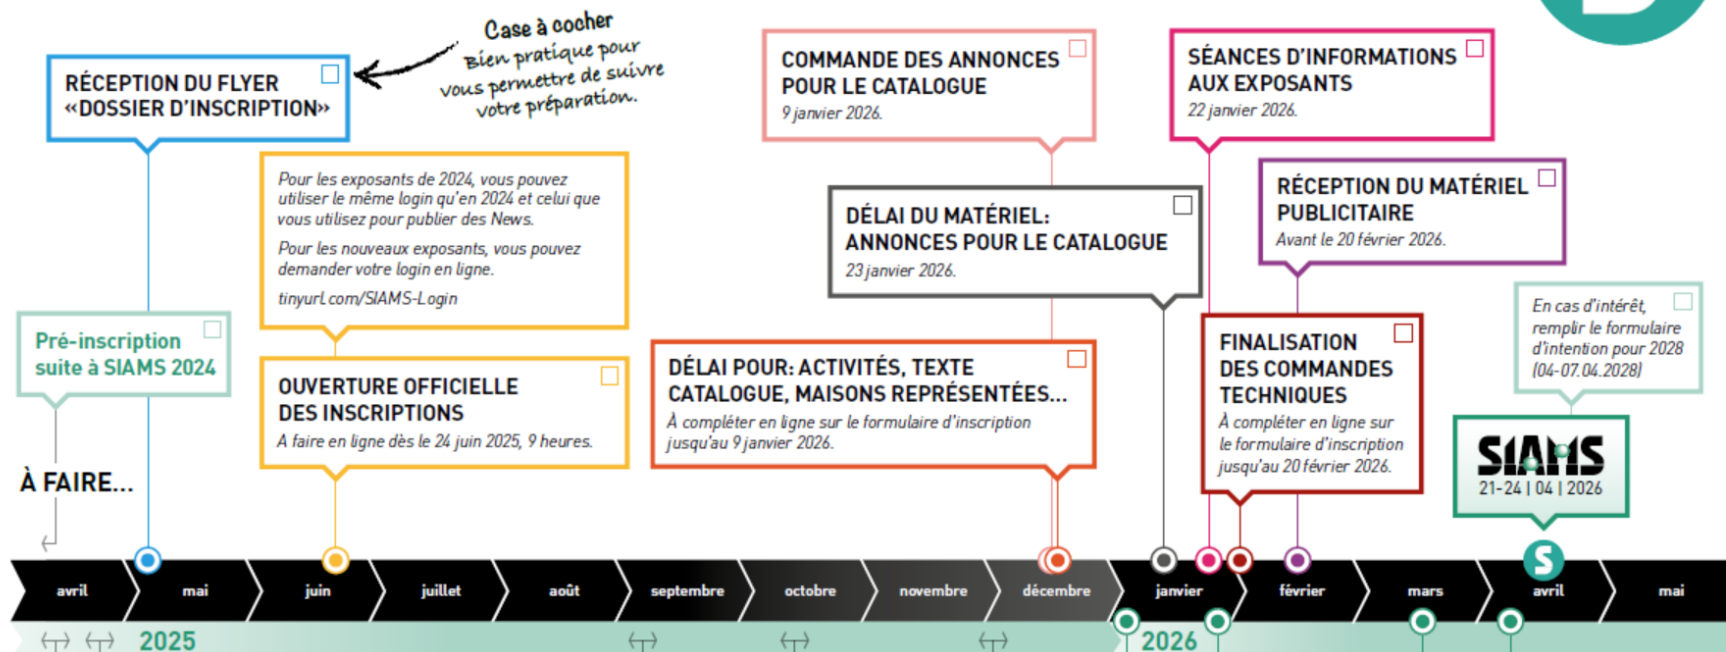 Case à cocher
Bien pratique pour
vous permettre de suivre
votre préparation.
RÉCEPTION DU FLYER
«DOSSIER D'INSCRIPTION»
COMMANDE DES ANNONCES
POUR LE CATALOGUE
9 janvier 2026.
SÉANCES D'INFORMATIONS
AUX EXPOSANTS
22 janvier 2026.
Pour les exposants de 2024, vous pouvez
utiliser le même login qu'en 2024 et celui que
vous utilisez pour publier des News.
Pour les nouveaux exposants, vous pouvez
demander votre login en ligne.
tinyurl.com/SIAMS-Login
DÉLAI DU MATÉRIEL:
ANNONCES POUR LE CATALOGUE
23 janvier 2026.
RÉCEPTION DU MATÉRIEL
PUBLICITAIRE
Avant le 20 février 2026.
Pré-inscription
suite à SIAMS 2024
OUVERTURE OFFICIELLE
DES INSCRIPTIONS
A faire en ligne dès le 24 juin 2025, 9 heures.
DÉLAI POUR: ACTIVITÉS, TEXTE
CATALOGUE, MAISONS REPRÉSENTÉES...
À compléter en ligne sur le formulaire d'inscription
jusqu'au 9 janvier 2026.
FINALISATION
DES COMMANDES
TECHNIQUES
À compléter en ligne sur
le formulaire d'inscription
jusqu'au 20 février 2026.
En cas d'intérêt,
remplir le formulaire
d'intention pour 2028
(04-07.04.2028)
SIAMS
21-24 | 04 | 2026
À FAIRE...
S
avril mai juin juillet août septembre octobre novembre décembre janvier février mars avril mai
2025 2026